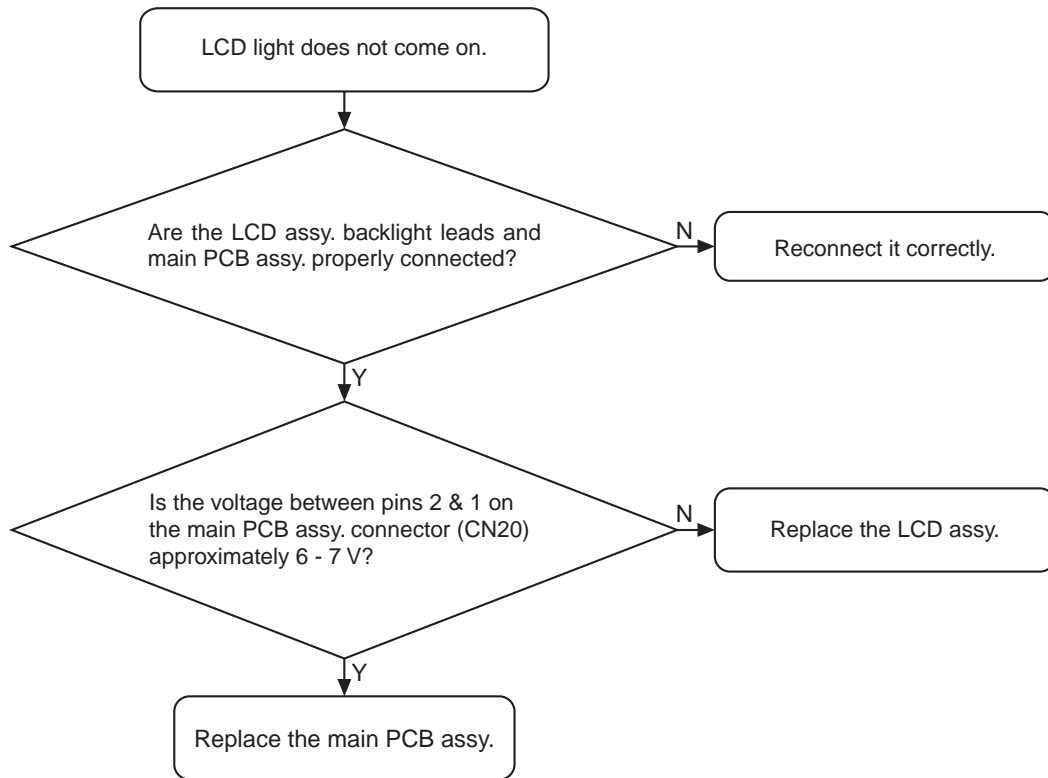 LCD light does not come on.
Are the LCD assy. backlight leads and
main PCB assy. properly connected?
N
Reconnect it correctly.
Y
Is the voltage between pins 2 & 1 on
the main PCB assy. connector (CN20)
approximately 6 - 7 V?
N
Replace the LCD assy.
Y
Replace the main PCB assy.